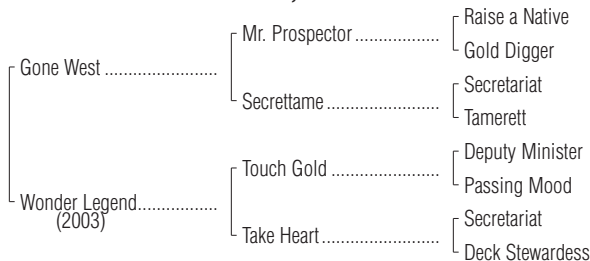 Raise a Native
Mr. Prospector ..................
Gold Digger
Gone West ........................
Secretariat
Secrettame ........................
Tamerett
Deputy Minister
Touch Gold .......................
Passing Mood
Wonder Legend.................
(2003)
Secretariat
Take Heart.........................
Deck Stewardess